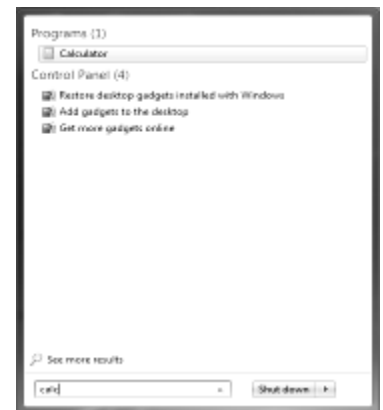 Programs (1)
Calculator
Control Panel (4)
Restore desktop gadgets installed with Windows
Add gadgets to the desktop
Get more gadgets online
See more results
calc
Shut down